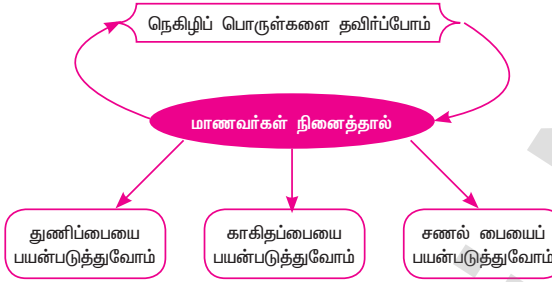 நெகிழிப் பொருள்களை தவிர்ப்போம்
மாணவர்கள் நினைத்தால்
துணிப்பையை
பயன்படுத்துவோம்
காகிதப்பையை
பயன்படுத்துவோம்
சணல் பையைப்
பயன்படுத்துவோம்